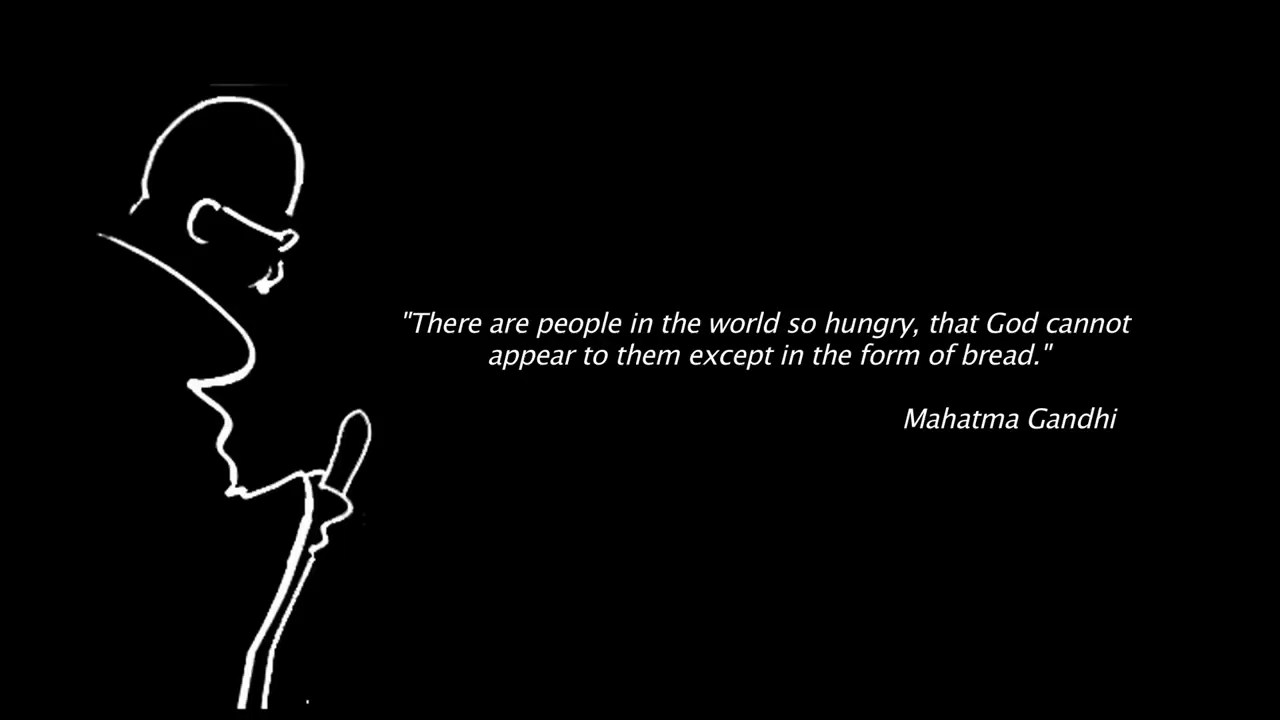 "There are people in the world so hungry, that God cannot
appear to them except in the form of bread."
Mahatma Gandhi